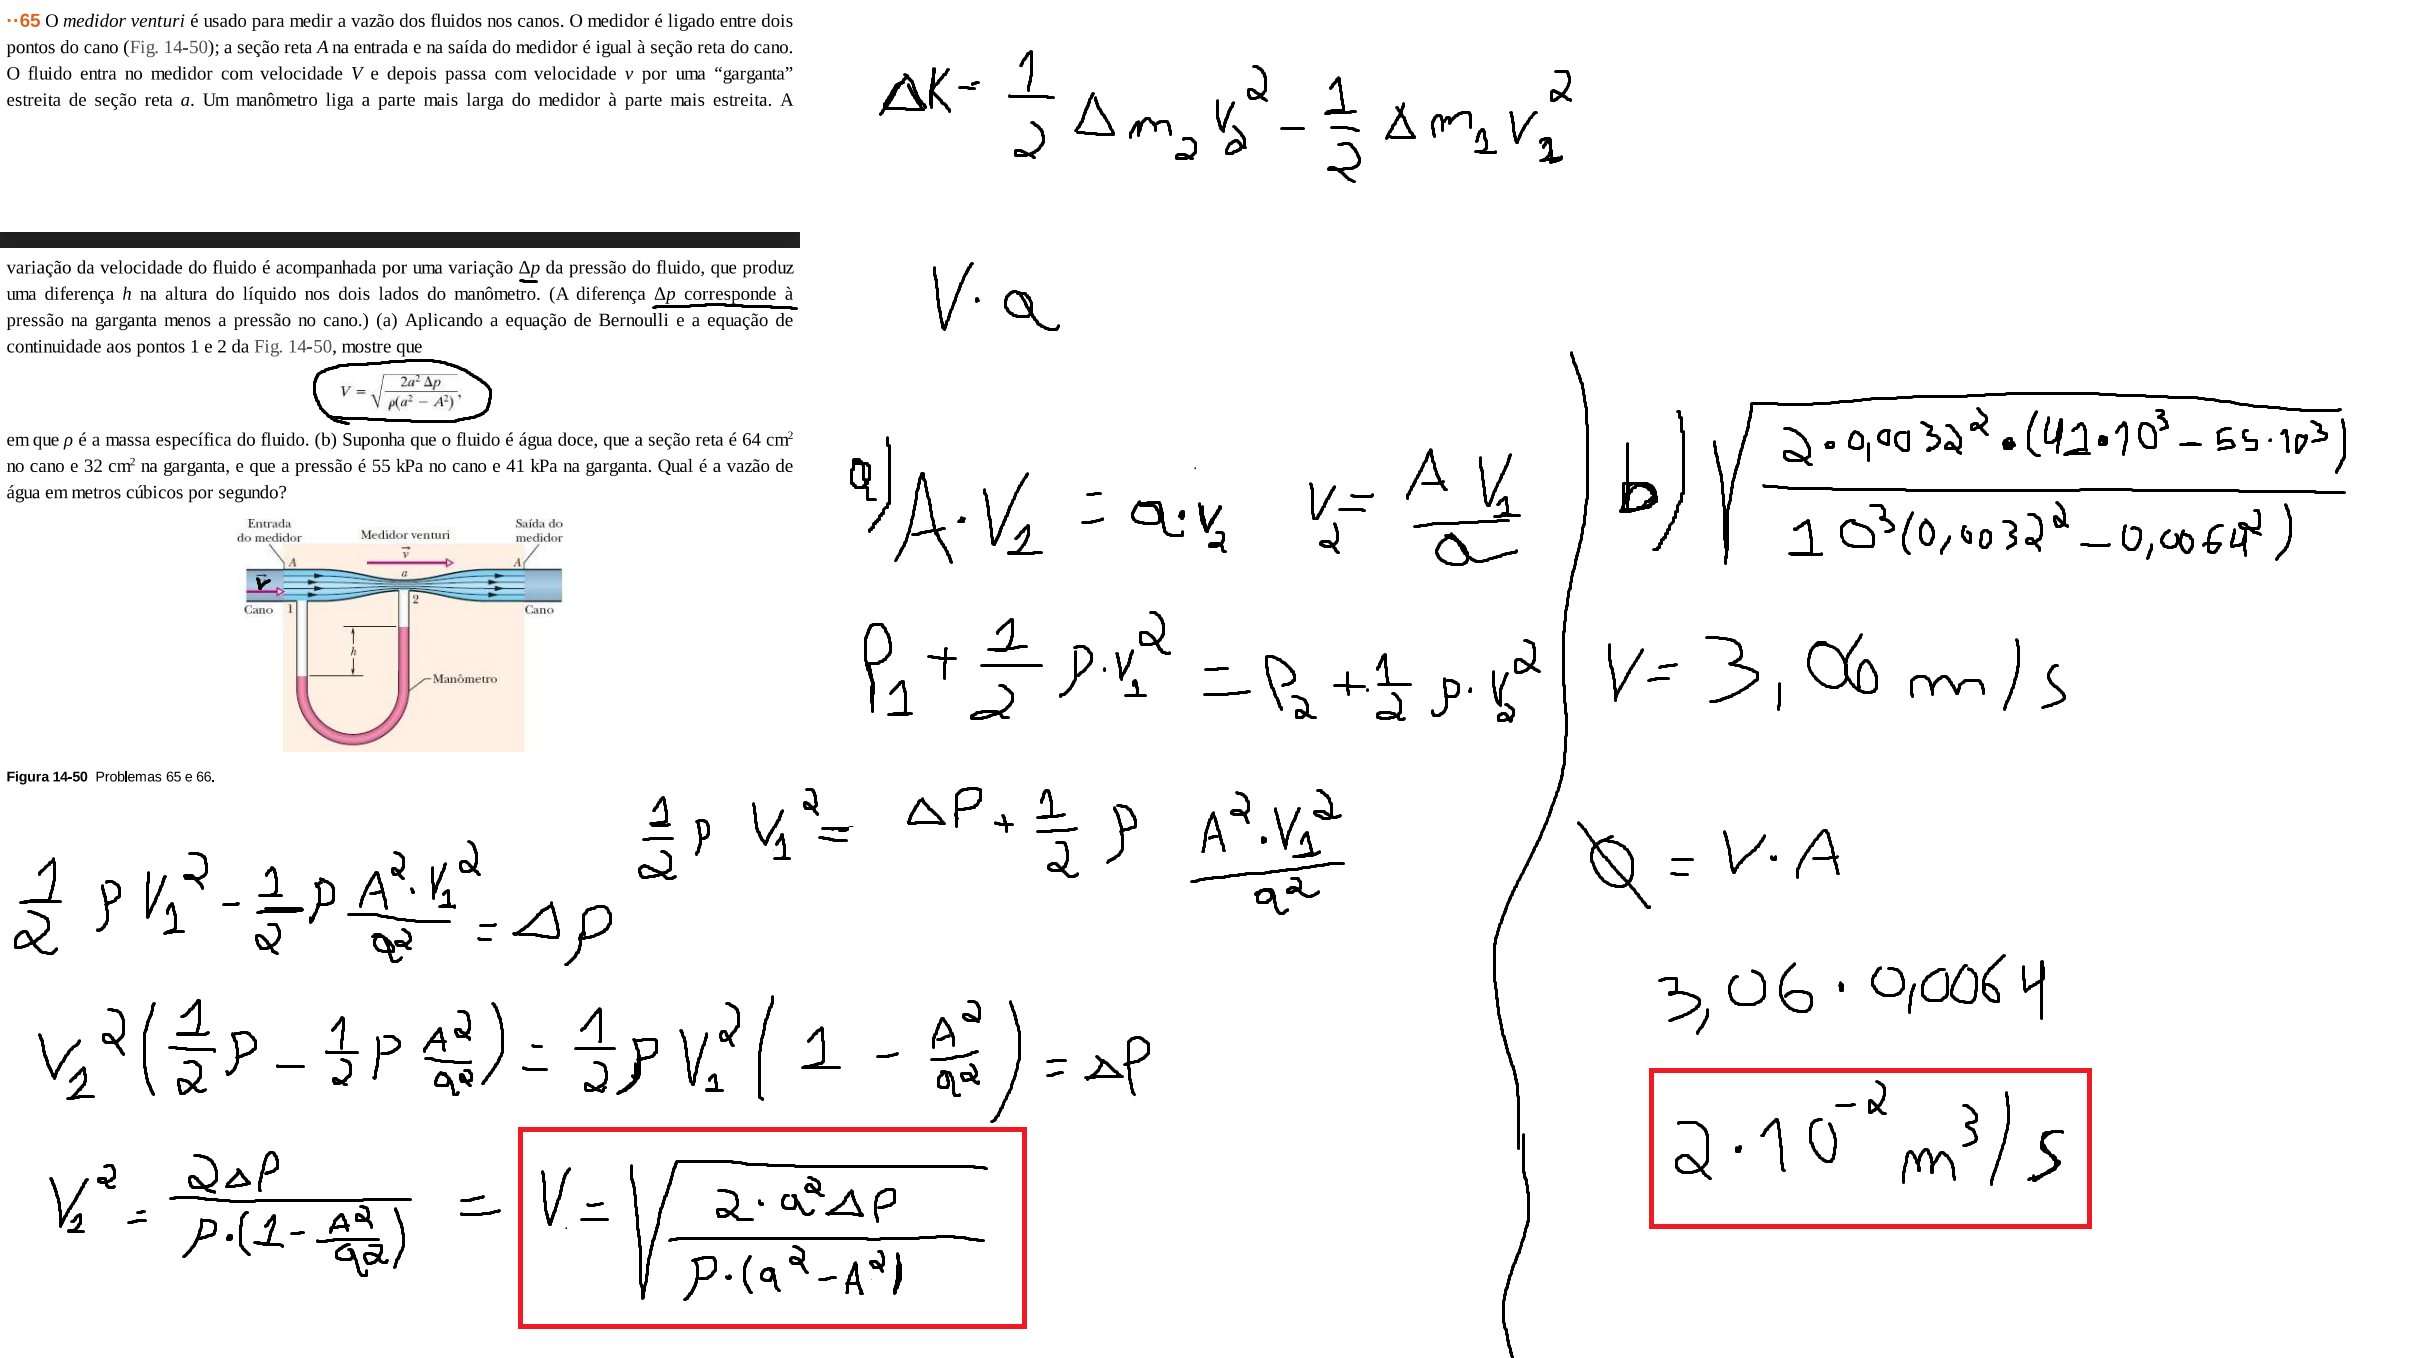 ··65 O medidor venturi é usado para medir a vazão dos fluidos nos canos. O medidor é ligado entre dois
pontos do cano (Fig. 14-50); a seção reta A na entrada e na saída do medidor é igual à seção reta do cano.
O fluido entra no medidor com velocidade V e depois passa com velocidade v por uma “garganta”
estreita de seção reta a. Um manômetro liga a parte mais larga do medidor à parte mais estreita. A
variação da velocidade do fluido é acompanhada por uma variação Δp da pressão do fluido, que produz
uma diferença h na altura do líquido nos dois lados do manômetro. (A diferença Δp corresponde à
pressão na garganta menos a pressão no cano.) (a) Aplicando a equação de Bernoulli e a equação de
continuidade aos pontos 1 e 2 da Fig. 14-50, mostre que
V = √(2a² Δp / ρ(a² − A²)),
em que ρ é a massa específica do fluido. (b) Suponha que o fluido é água doce, que a seção reta é 64 cm²
no cano e 32 cm² na garganta, e que a pressão é 55 kPa no cano e 41 kPa na garganta. Qual é a vazão de
água em metros cúbicos por segundo?
Entrada
do medidor
Medidor venturi
Saída do
medidor
v
A
a
A
v
Cano
1
2
Cano
h
Manômetro
Figura 14-50 Problemas 65 e 66.
ΔK = 1/2 Δm₂ V₂² − 1/2 Δm₁ V₁²
V · a
a) A · V₁ = a · v₂   V₂ = A V₁ / a
P₁ + 1/2 ρ · V₁² = P₂ + 1/2 ρ · V₂²
1/2 ρ V₁² = ΔP + 1/2 ρ A² · V₁² / a²
1/2 ρ V₁² − 1/2 ρ A² · V₁² / a² = Δp
V₁² (1/2 ρ − 1/2 ρ A²/a²) = 1/2 ρ V₁² (1 − A²/a²) = ΔP
V₁² = 2ΔP / ρ · (1 − A²/a²) = V = √(2 · a² ΔP / ρ · (a² − A²))
b) √(2 · 0,0032² · (41 · 10³ − 55 · 10³) / 10³(0,0032² − 0,0064²))
V = 3,06 m/s
Ø = V · A
3,06 · 0,0064
2 · 10⁻² m³/s